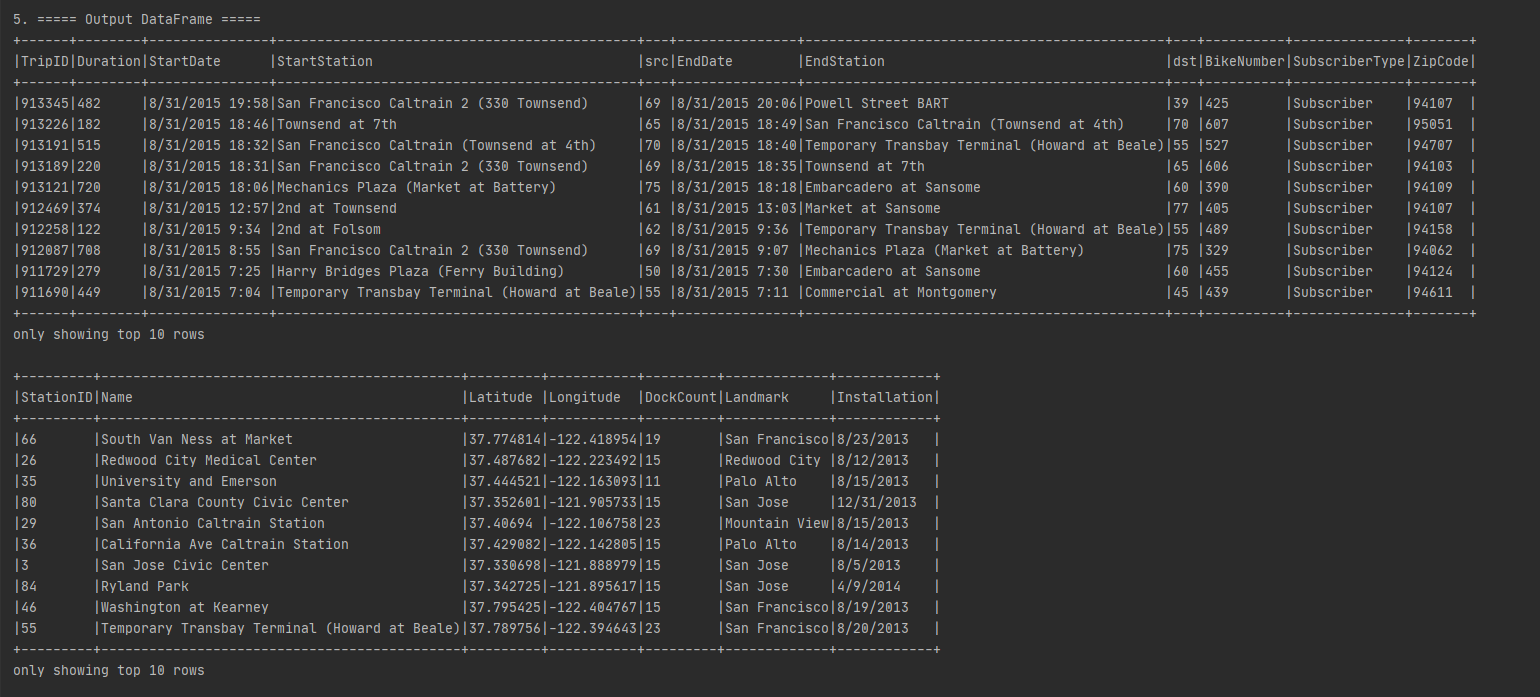 5. ===== Output DataFrame =====
+------+--------+---------------+---------------------------------------------+---+---------------+---------------------------------------------+---+----------+--------------+-------+
|TripID|Duration|StartDate      |StartStation                                 |src|EndDate        |EndStation                                   |dst|BikeNumber|SubscriberType|ZipCode|
+------+--------+---------------+---------------------------------------------+---+---------------+---------------------------------------------+---+----------+--------------+-------+
|913345|482     |8/31/2015 19:58|San Francisco Caltrain 2 (330 Townsend)      |69 |8/31/2015 20:06|Powell Street BART                           |39 |425       |Subscriber    |94107  |
|913226|182     |8/31/2015 18:46|Townsend at 7th                              |65 |8/31/2015 18:49|San Francisco Caltrain (Townsend at 4th)     |70 |607       |Subscriber    |95051  |
|913191|515     |8/31/2015 18:32|San Francisco Caltrain (Townsend at 4th)     |70 |8/31/2015 18:40|Temporary Transbay Terminal (Howard at Beale)|55 |527       |Subscriber    |94707  |
|913189|220     |8/31/2015 18:31|San Francisco Caltrain 2 (330 Townsend)      |69 |8/31/2015 18:35|Townsend at 7th                              |65 |606       |Subscriber    |94103  |
|913121|720     |8/31/2015 18:06|Mechanics Plaza (Market at Battery)          |75 |8/31/2015 18:18|Embarcadero at Sansome                       |60 |390       |Subscriber    |94109  |
|912469|374     |8/31/2015 12:57|2nd at Townsend                              |61 |8/31/2015 13:03|Market at Sansome                            |77 |405       |Subscriber    |94107  |
|912258|122     |8/31/2015 9:34 |2nd at Folsom                                |62 |8/31/2015 9:36 |Temporary Transbay Terminal (Howard at Beale)|55 |489       |Subscriber    |94158  |
|912087|708     |8/31/2015 8:55 |San Francisco Caltrain 2 (330 Townsend)      |69 |8/31/2015 9:07 |Mechanics Plaza (Market at Battery)          |75 |329       |Subscriber    |94062  |
|911729|279     |8/31/2015 7:25 |Harry Bridges Plaza (Ferry Building)         |50 |8/31/2015 7:30 |Embarcadero at Sansome                       |60 |455       |Subscriber    |94124  |
|911690|449     |8/31/2015 7:04 |Temporary Transbay Terminal (Howard at Beale)|55 |8/31/2015 7:11 |Commercial at Montgomery                     |45 |439       |Subscriber    |94611  |
+------+--------+---------------+---------------------------------------------+---+---------------+---------------------------------------------+---+----------+--------------+-------+
only showing top 10 rows

+---------+---------------------------------------------+---------+-----------+---------+-------------+------------+
|StationID|Name                                         |Latitude |Longitude  |DockCount|Landmark     |Installation|
+---------+---------------------------------------------+---------+-----------+---------+-------------+------------+
|66       |South Van Ness at Market                     |37.774814|-122.418954|19       |San Francisco|8/23/2013   |
|26       |Redwood City Medical Center                  |37.487682|-122.223492|15       |Redwood City |8/12/2013   |
|35       |University and Emerson                       |37.444521|-122.163093|11       |Palo Alto    |8/15/2013   |
|80       |Santa Clara County Civic Center              |37.352601|-121.905733|15       |San Jose     |12/31/2013  |
|29       |San Antonio Caltrain Station                 |37.40694 |-122.106758|23       |Mountain View|8/15/2013   |
|36       |California Ave Caltrain Station              |37.429082|-122.142805|15       |Palo Alto    |8/14/2013   |
|3        |San Jose Civic Center                        |37.330698|-121.888979|15       |San Jose     |8/5/2013    |
|84       |Ryland Park                                  |37.342725|-121.895617|15       |San Jose     |4/9/2014    |
|46       |Washington at Kearney                        |37.795425|-122.404767|15       |San Francisco|8/19/2013   |
|55       |Temporary Transbay Terminal (Howard at Beale)|37.789756|-122.394643|23       |San Francisco|8/20/2013   |
+---------+---------------------------------------------+---------+-----------+---------+-------------+------------+
only showing top 10 rows